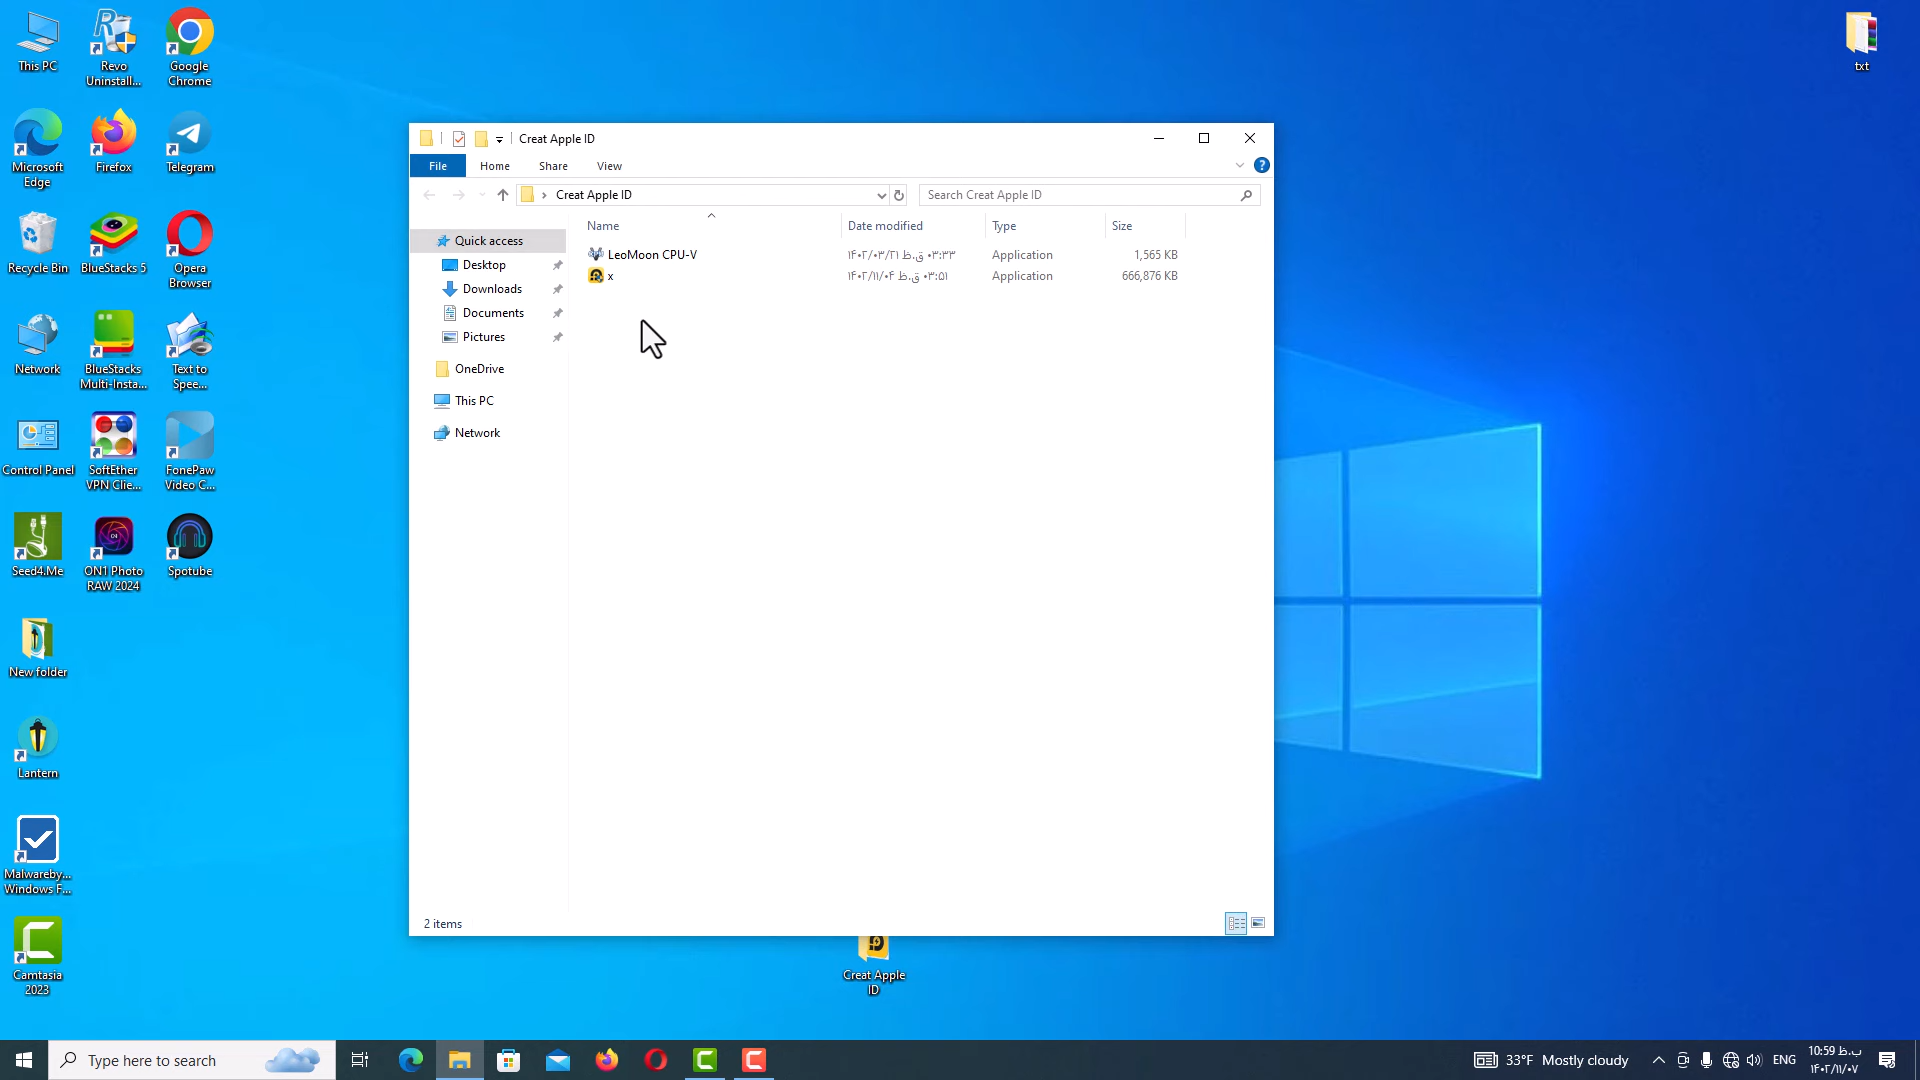 This PC
Revo
Uninstall...
Google
Chrome
txt
Microsoft
Edge
Firefox
Telegram
Recycle Bin
BlueStacks 5
Opera
Browser
Network
BlueStacks
Multi-Insta...
Text to
Spee...
Control Panel
SoftEther
VPN Clie...
FonePaw
Video C...
Seed4.Me
ON1 Photo
RAW 2024
Spotube
New folder
Lantern
Malwareby...
Windows F...
Camtasia
2023
Creat Apple ID
File
Home
Share
View
Creat Apple ID
Search Creat Apple ID
Name
Date modified
Type
Size
LeoMoon CPU-V
۱۴۰۲/۰۳/۲۱ ق.ظ ۰۳:۳۳
Application
1,565 KB
x
۱۴۰۲/۱۱/۰۴ ق.ظ ۰۳:۵۱
Application
666,876 KB
Quick access
Desktop
Downloads
Documents
Pictures
OneDrive
This PC
Network
2 items
Creat Apple
ID
Type here to search
33°F Mostly cloudy
ENG
10:59 ب.ظ
۱۴۰۲/۱۱/۰۷